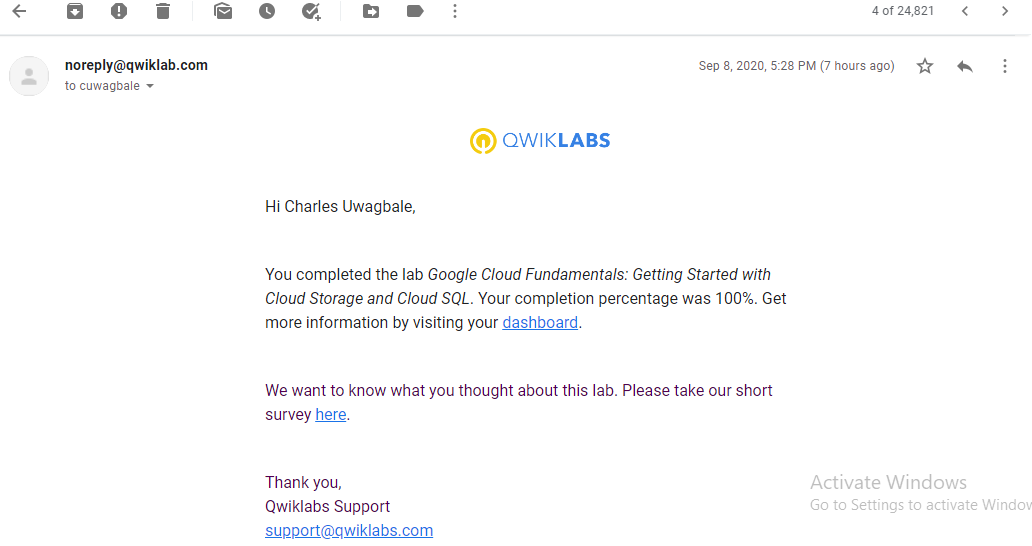 4 of 24,821
noreply@qwiklab.com
Sep 8, 2020, 5:28 PM (7 hours ago)
to cuwagbale
QWIKLABS
Hi Charles Uwagbale,
You completed the lab Google Cloud Fundamentals: Getting Started with
Cloud Storage and Cloud SQL. Your completion percentage was 100%. Get
more information by visiting your dashboard.
We want to know what you thought about this lab. Please take our short
survey here.
Thank you,
Qwiklabs Support
support@qwiklabs.com
Activate Windows
Go to Settings to activate Window